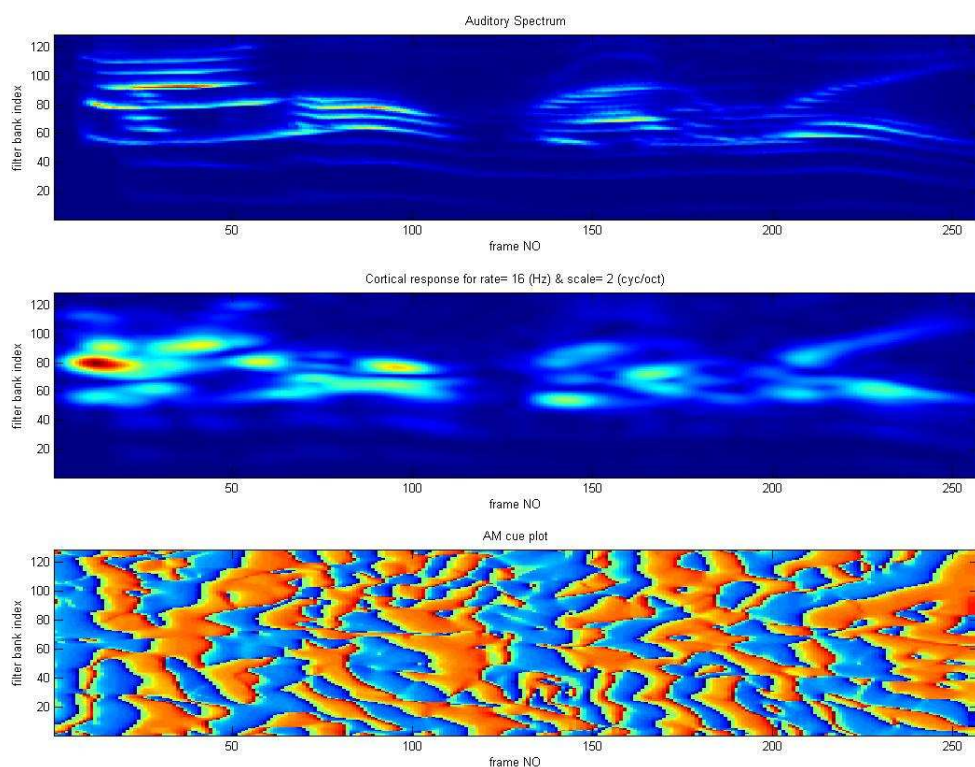 Auditory Spectrum
120
100
80
60
40
20
filter bank index
50 100 150 200 250
frame NO
Cortical response for rate= 16 (Hz) & scale= 2 (cyc/oct)
120
100
80
60
40
20
filter bank index
50 100 150 200 250
frame NO
AM cue plot
120
100
80
60
40
20
filter bank index
50 100 150 200 250
frame NO